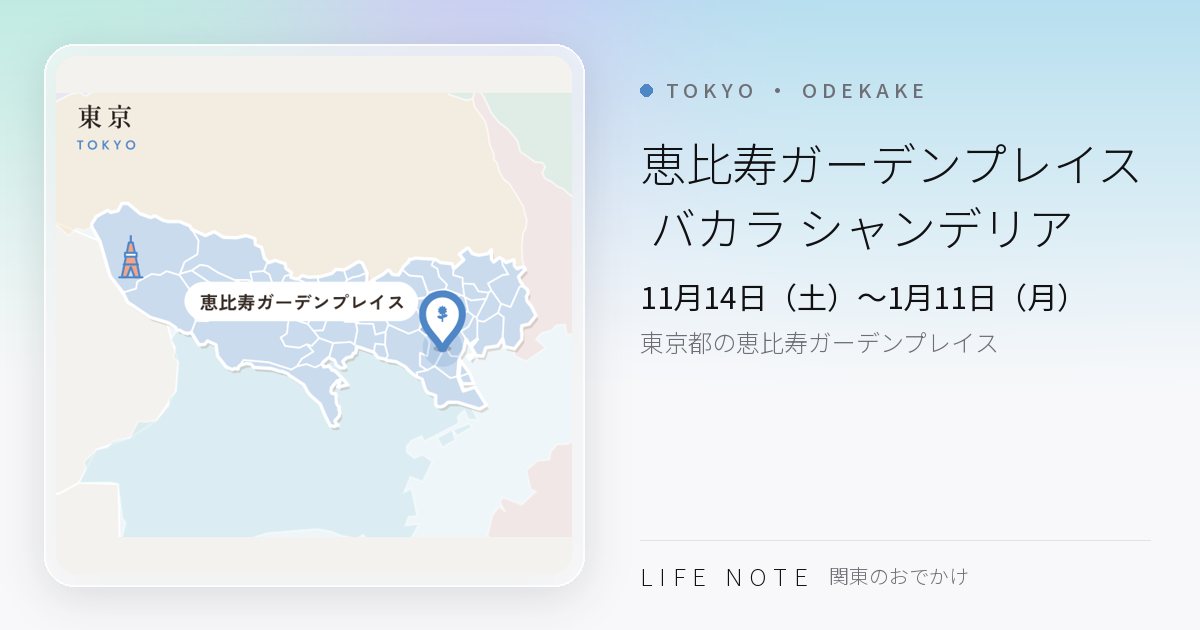 東京
TOKYO
恵比寿ガーデンプレイス
TOKYO • ODEKAKE
恵比寿ガーデンプレイス
バカラ シャンデリア
11月14日（土）〜1月11日（月）
東京都の恵比寿ガーデンプレイス
LIFE NOTE 関東のおでかけ